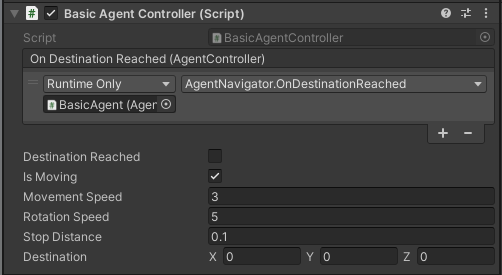 Basic Agent Controller (Script)
Script BasicAgentController
On Destination Reached (AgentController)
Runtime Only AgentNavigator.OnDestinationReached
BasicAgent (Agen
Destination Reached
Is Moving
Movement Speed 3
Rotation Speed 5
Stop Distance 0.1
Destination X 0 Y 0 Z 0